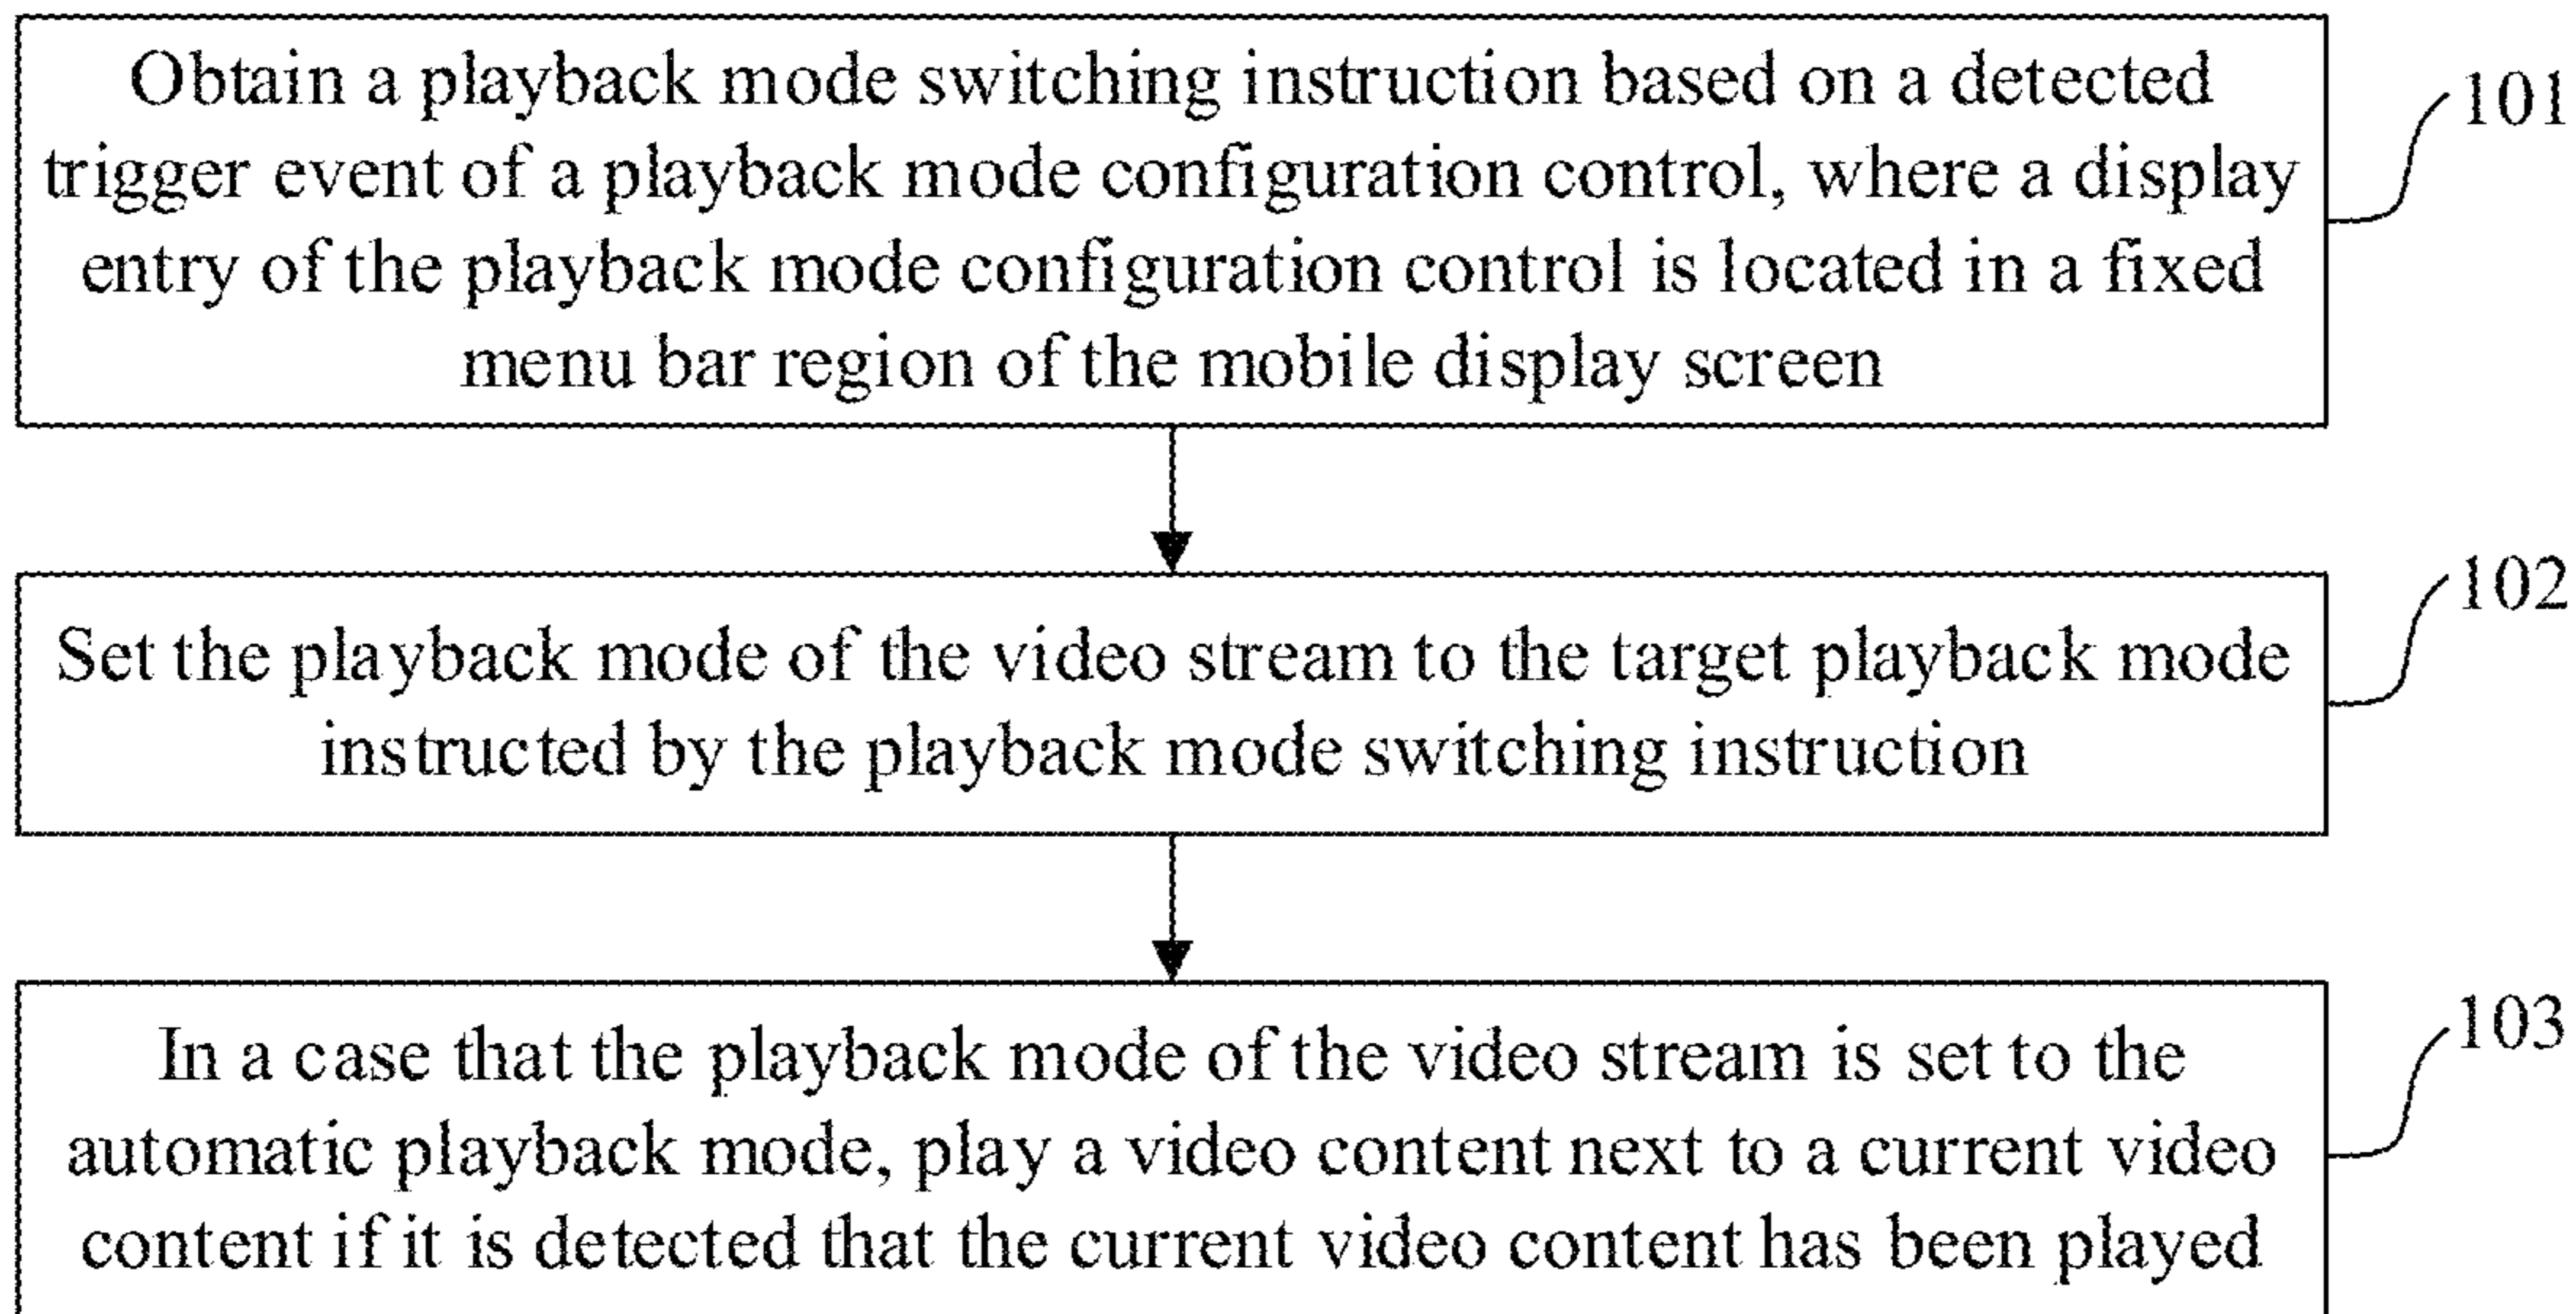 Obtain a playback mode switching instruction based on a detected
trigger event of a playback mode configuration control, where a display
entry of the playback mode configuration control is located in a fixed
menu bar region of the mobile display screen
101
Set the playback mode of the video stream to the target playback mode
instructed by the playback mode switching instruction
102
In a case that the playback mode of the video stream is set to the
automatic playback mode, play a video content next to a current video
content if it is detected that the current video content has been played
103